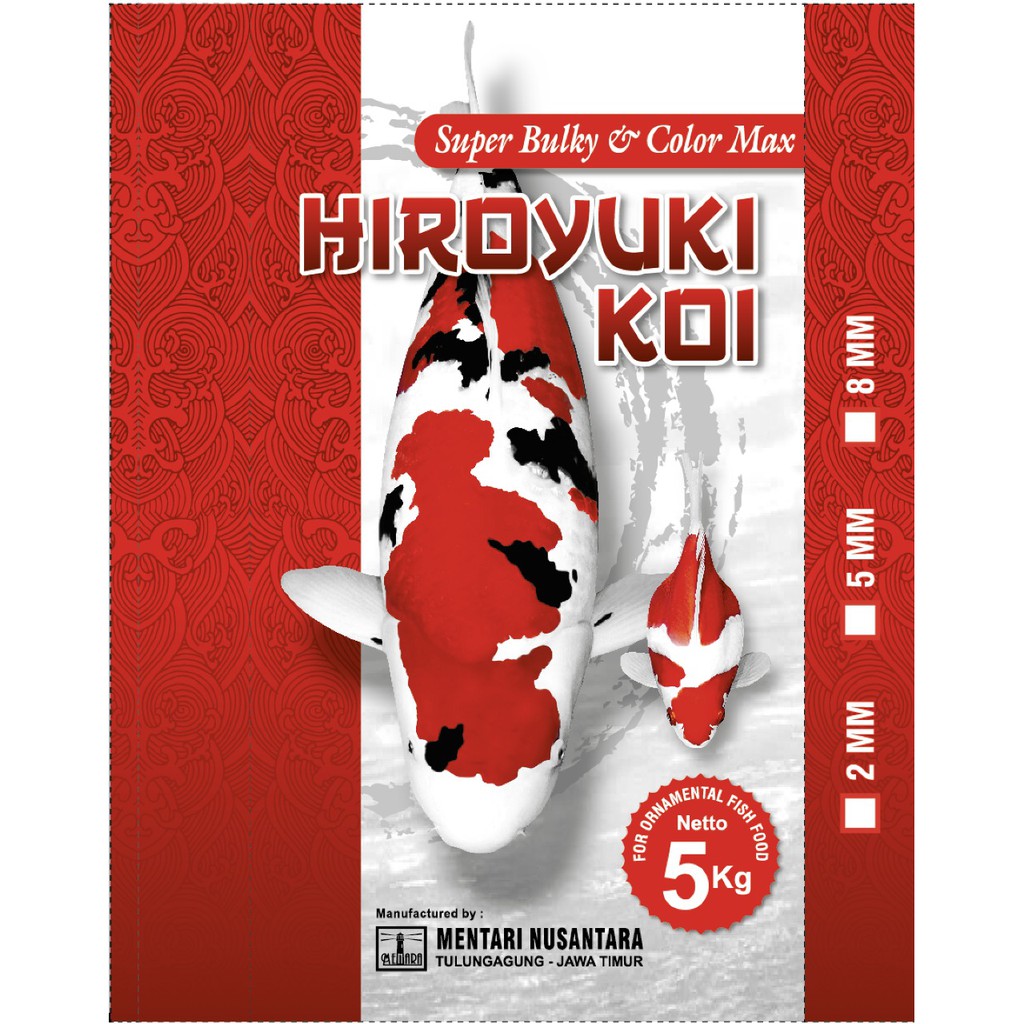 Super Bulky & Color Max
HIROYUKI
KOI
8 MM
5 MM
2 MM
FOR ORNAMENTAL FISH FOOD
Netto
5Kg
Manufactured by :
MEWARA
MENTARI NUSANTARA
TULUNGAGUNG - JAWA TIMUR